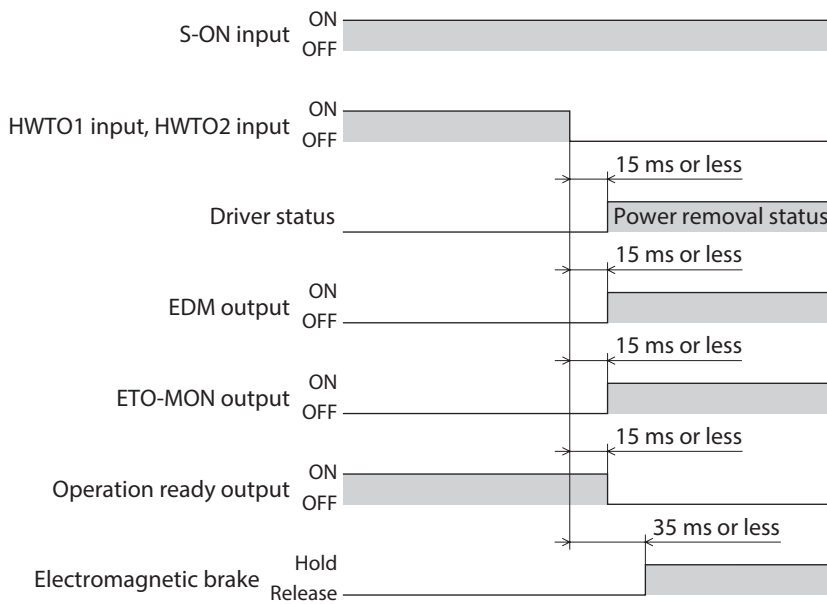 ON
S-ON input
OFF
ON
HWTO1 input, HWTO2 input
OFF
15 ms or less
Driver status
Power removal status
15 ms or less
ON
EDM output
OFF
15 ms or less
ON
ETO-MON output
OFF
15 ms or less
ON
Operation ready output
OFF
35 ms or less
Hold
Electromagnetic brake
Release